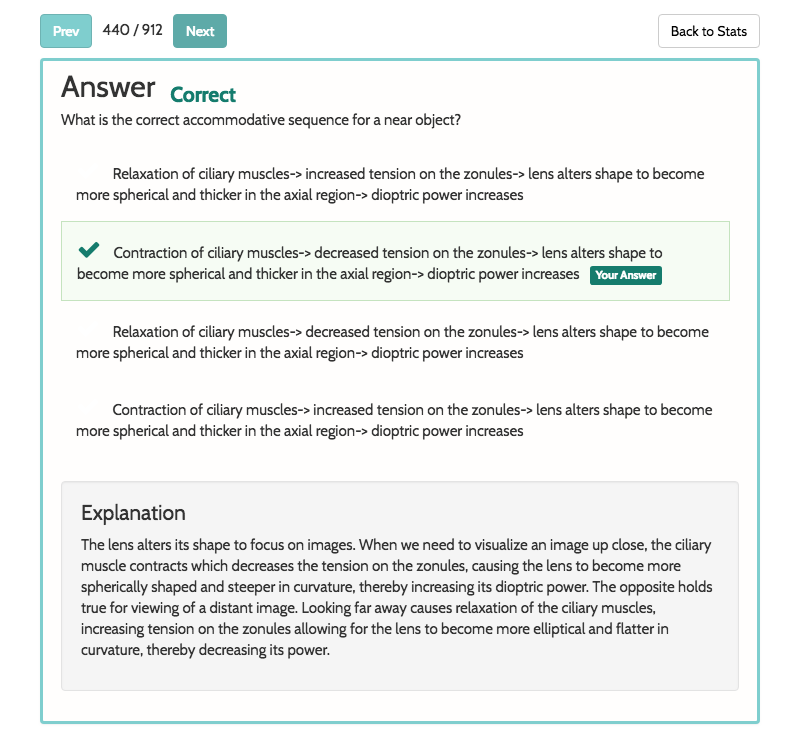 Prev 440 / 912 Next Back to Stats
Answer Correct
What is the correct accommodative sequence for a near object?
Relaxation of ciliary muscles-> increased tension on the zonules-> lens alters shape to become
more spherical and thicker in the axial region-> dioptric power increases
Contraction of ciliary muscles-> decreased tension on the zonules-> lens alters shape to
become more spherical and thicker in the axial region-> dioptric power increases Your Answer
Relaxation of ciliary muscles-> decreased tension on the zonules-> lens alters shape to become
more spherical and thicker in the axial region-> dioptric power increases
Contraction of ciliary muscles-> increased tension on the zonules-> lens alters shape to become
more spherical and thicker in the axial region-> dioptric power increases
Explanation
The lens alters its shape to focus on images. When we need to visualize an image up close, the ciliary
muscle contracts which decreases the tension on the zonules, causing the lens to become more
spherically shaped and steeper in curvature, thereby increasing its dioptric power. The opposite holds
true for viewing of a distant image. Looking far away causes relaxation of the ciliary muscles,
increasing tension on the zonules allowing for the lens to become more elliptical and flatter in
curvature, thereby decreasing its power.